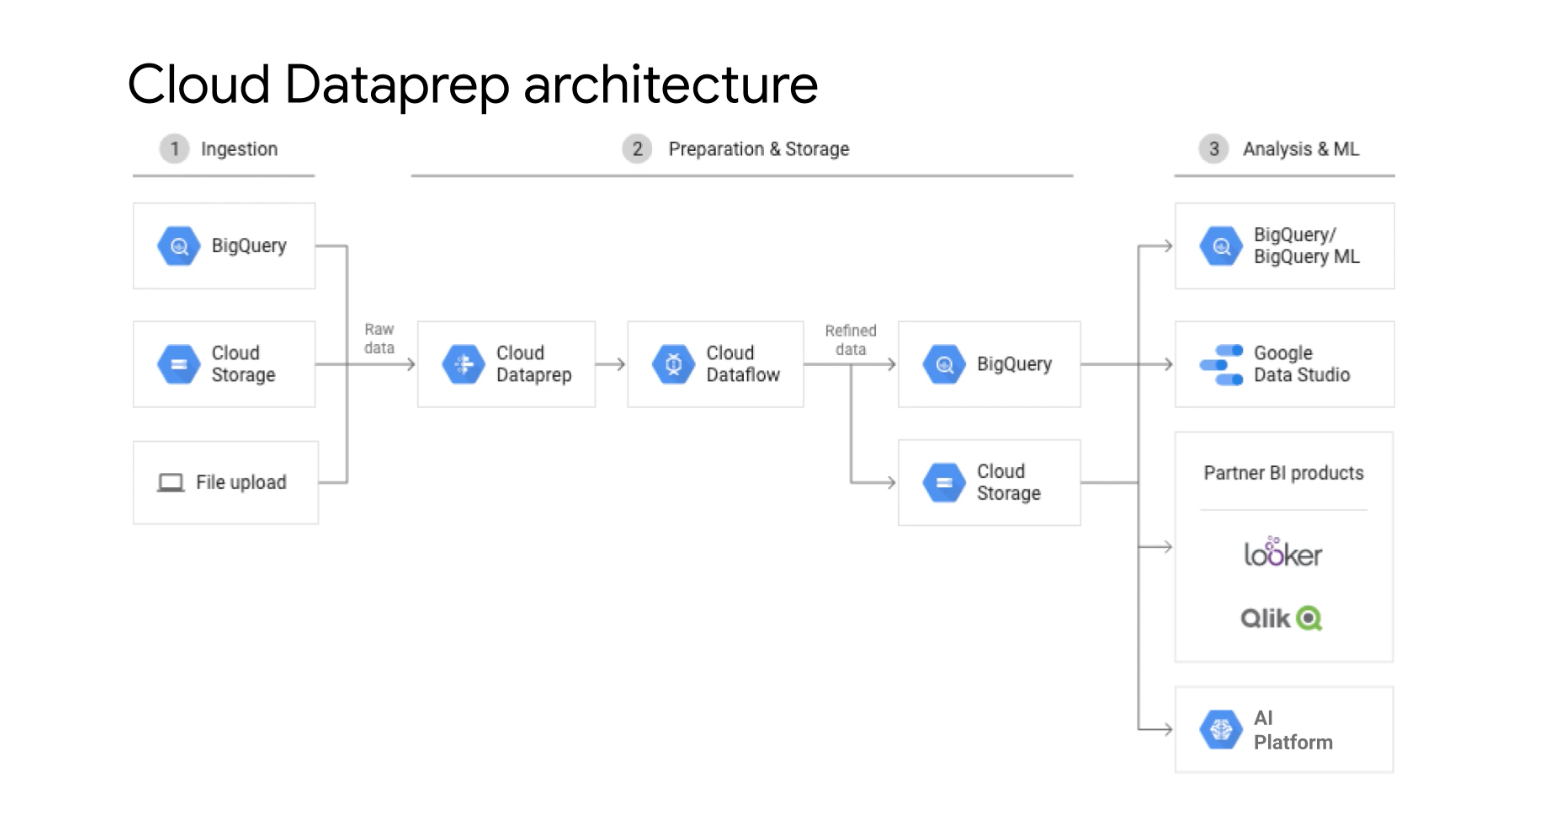 Cloud Dataprep architecture
1 Ingestion
2 Preparation & Storage
3 Analysis & ML
BigQuery
Cloud
Storage
File upload
Raw
data
Cloud
Dataprep
Cloud
Dataflow
Refined
data
BigQuery
Cloud
Storage
BigQuery/
BigQuery ML
Google
Data Studio
Partner BI products
looker
Qlik
AI
Platform